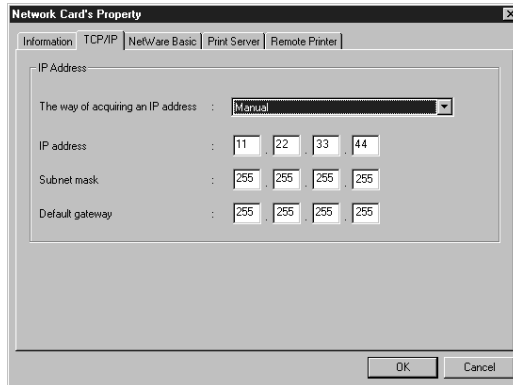 Network Card's Property
Information TCP/IP NetWare Basic Print Server Remote Printer
IP Address
The way of acquiring an IP address : Manual
IP address : 11 . 22 . 33 . 44
Subnet mask : 255 . 255 . 255 . 255
Default gateway : 255 . 255 . 255 . 255
OK Cancel